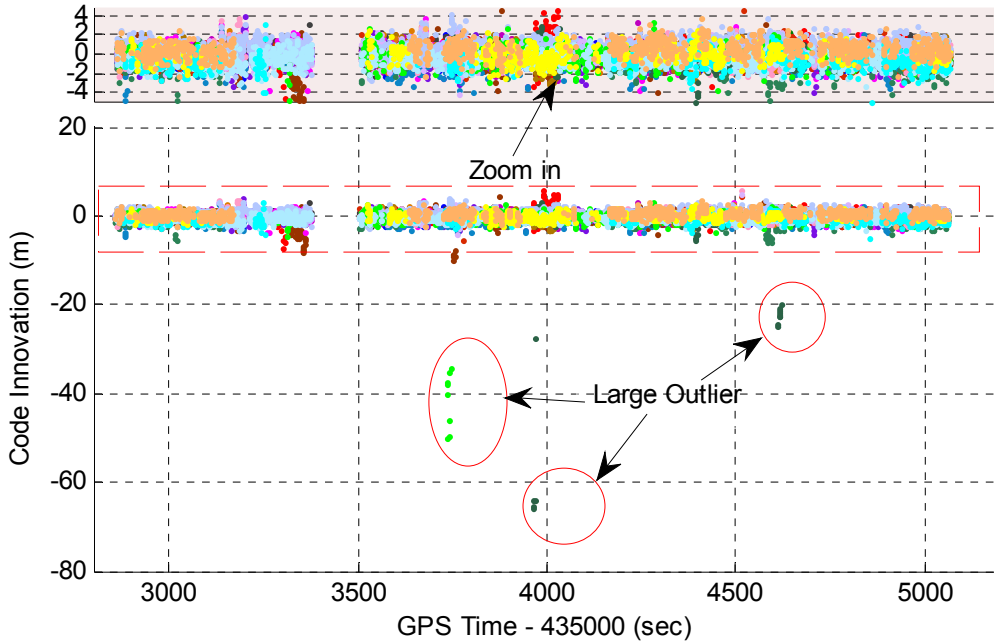 4
2
0
-2
-4
20
Zoom in
0
-20
Large Outlier
-40
-60
-80
Code Innovation (m)
3000 3500 4000 4500 5000
GPS Time - 435000 (sec)